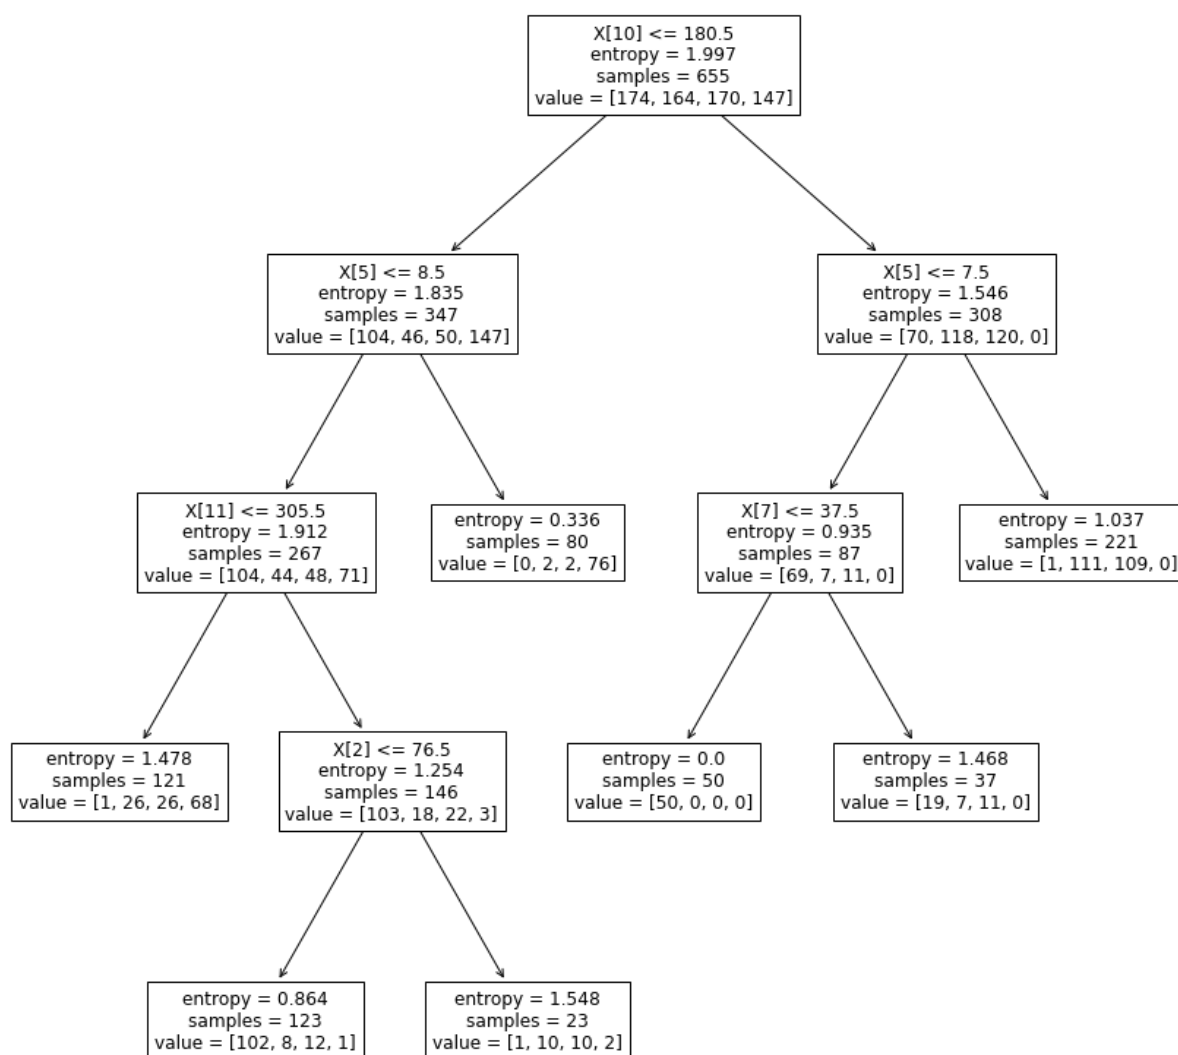 X[10] <= 180.5
entropy = 1.997
samples = 655
value = [174, 164, 170, 147]
X[5] <= 8.5
entropy = 1.835
samples = 347
value = [104, 46, 50, 147]
X[5] <= 7.5
entropy = 1.546
samples = 308
value = [70, 118, 120, 0]
X[11] <= 305.5
entropy = 1.912
samples = 267
value = [104, 44, 48, 71]
entropy = 0.336
samples = 80
value = [0, 2, 2, 76]
X[7] <= 37.5
entropy = 0.935
samples = 87
value = [69, 7, 11, 0]
entropy = 1.037
samples = 221
value = [1, 111, 109, 0]
entropy = 1.478
samples = 121
value = [1, 26, 26, 68]
X[2] <= 76.5
entropy = 1.254
samples = 146
value = [103, 18, 22, 3]
entropy = 0.0
samples = 50
value = [50, 0, 0, 0]
entropy = 1.468
samples = 37
value = [19, 7, 11, 0]
entropy = 0.864
samples = 123
value = [102, 8, 12, 1]
entropy = 1.548
samples = 23
value = [1, 10, 10, 2]